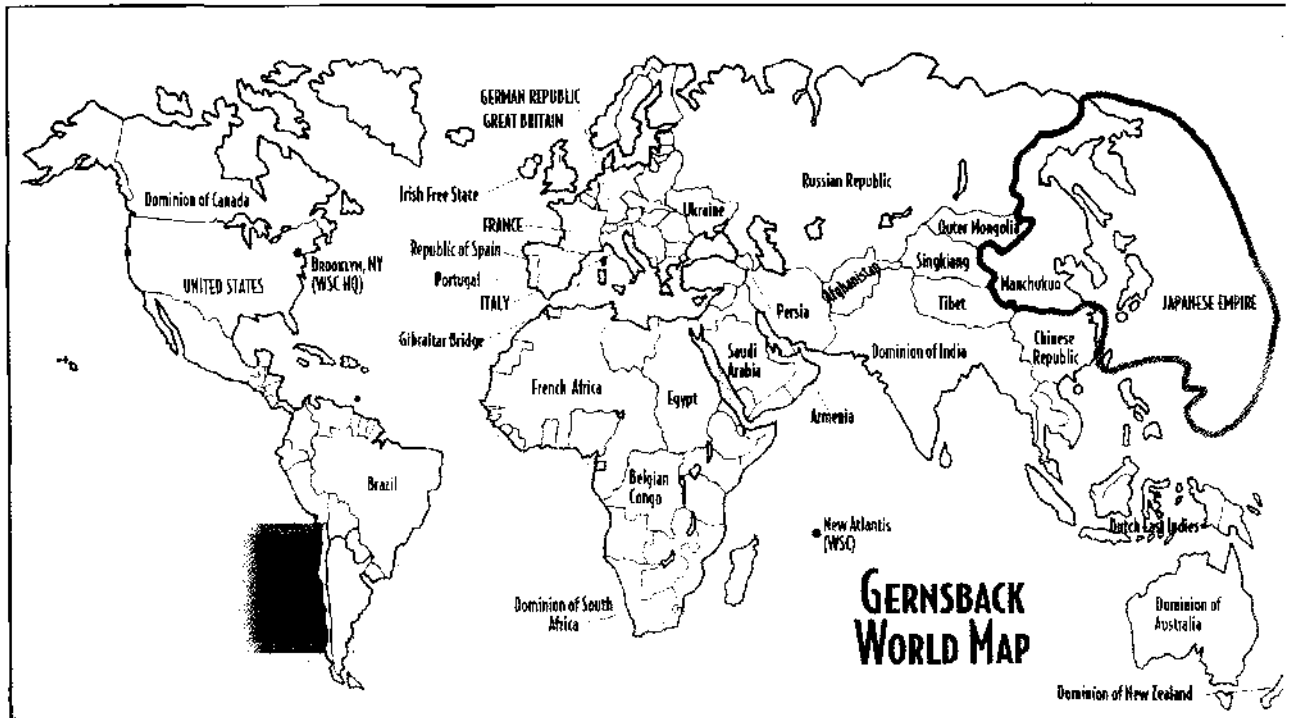 GERMAN REPUBLIC
GREAT BRITAIN
Irish Free State
Dominion of Canada
Russian Republic
Ukraine
FRANCE
Outer Mongolia
Republic of Spain
BROOKLYN, NY
(WSC HQ)
Singkiang
UNITED STATES
Portugal
Afghanistan
Manchukuo
ITALY
Tibet
JAPANESE EMPIRE
Persia
Gibraltar Bridge
Chinese
Republic
Saudi
Arabia
Dominion of India
French Africa
Egypt
Armenia
Brazil
Belgian
Congo
New Atlantis
(WSC)
Dutch East Indies
GERNSBACK
WORLD MAP
Dominion of South
Africa
Dominion of
Australia
Dominion of New Zealand